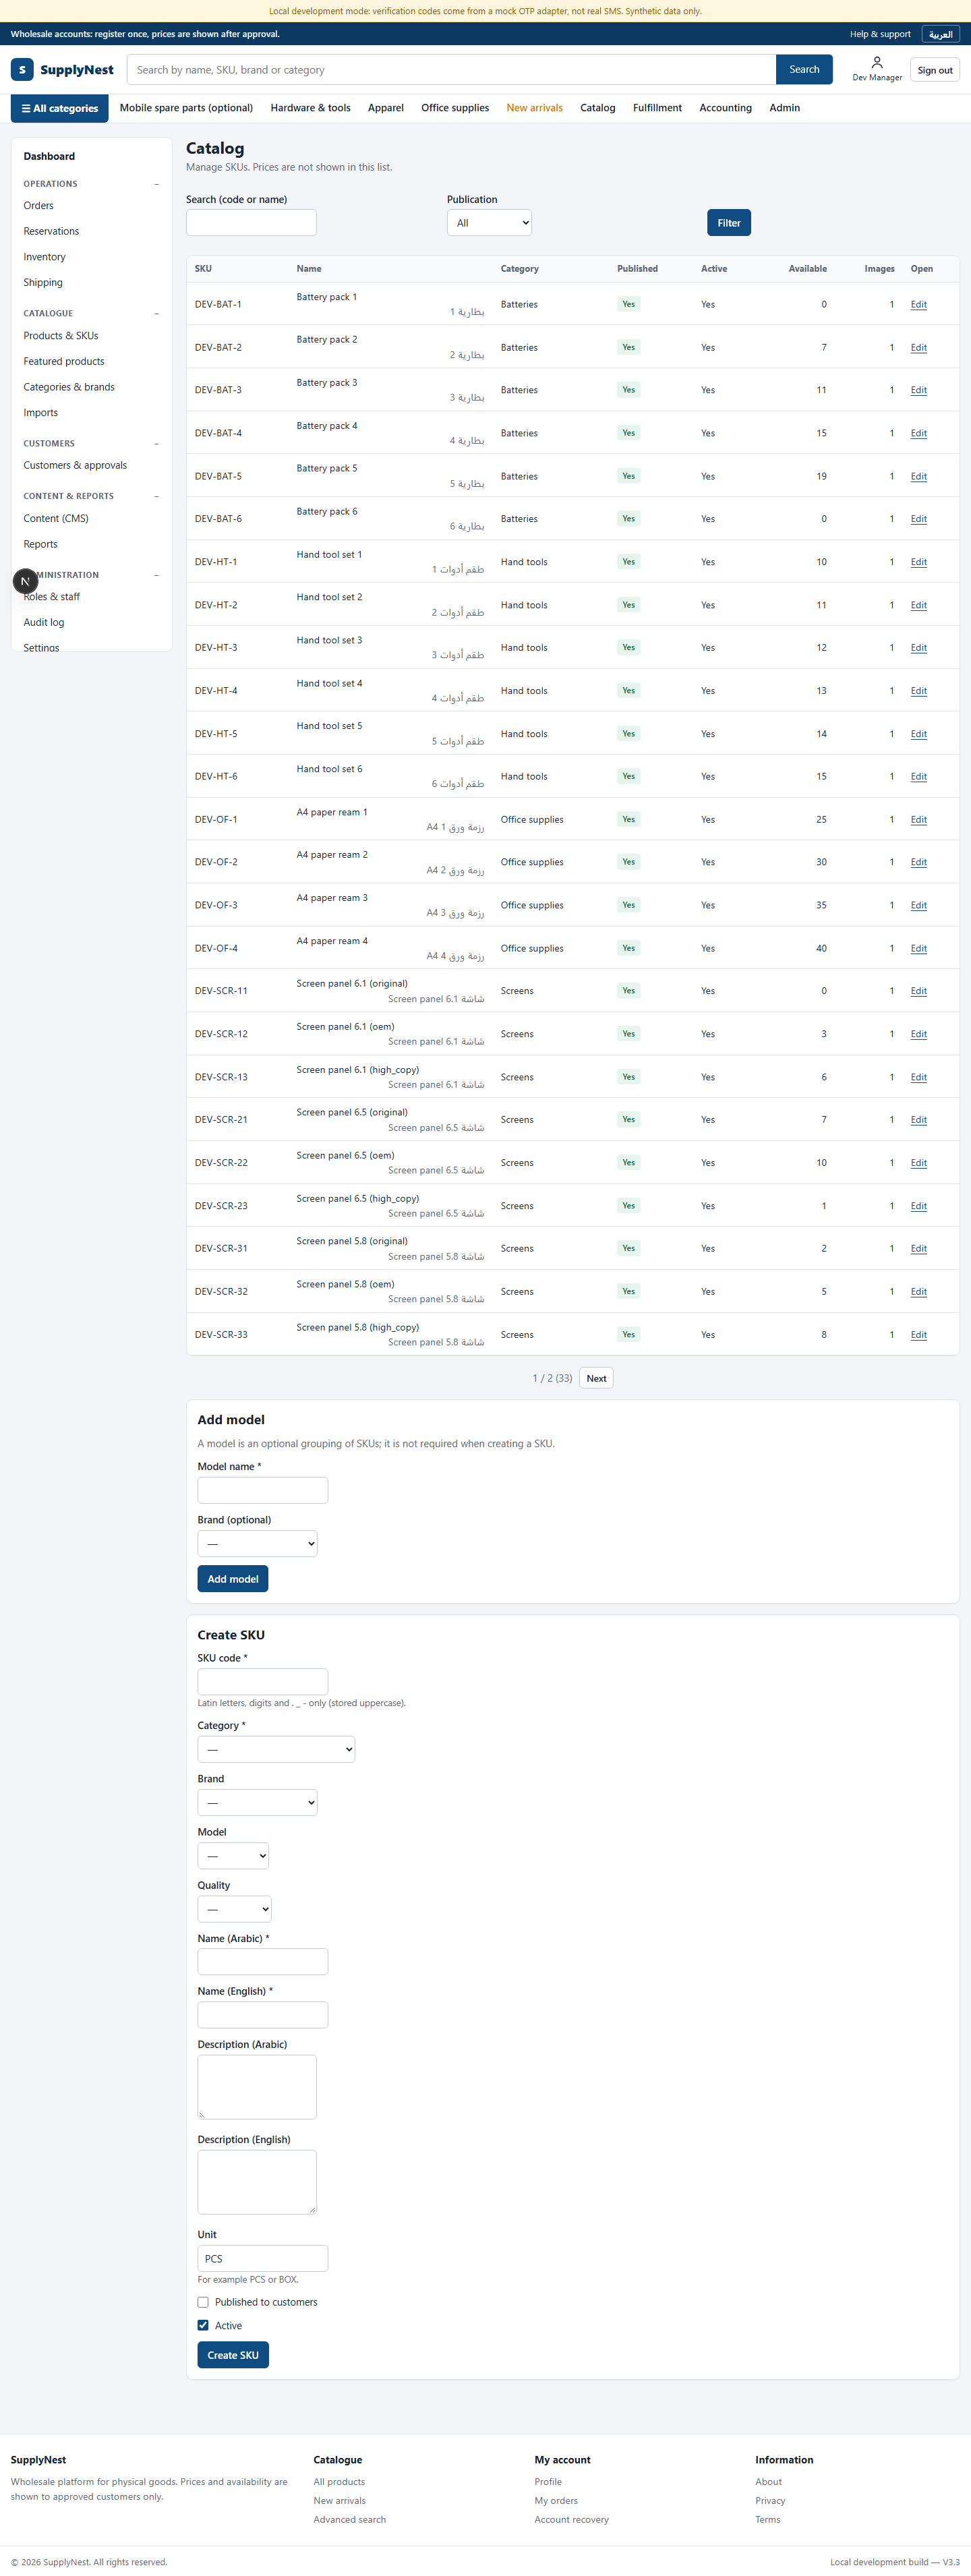 Local development mode: verification codes come from a mock OTP adapter, not real SMS. Synthetic data only.
Wholesale accounts: register once, prices are shown after approval.
Help & support
العربية
S SupplyNest
Search by name, SKU, brand or category
Search
Dev Manager
Sign out
☰ All categories
Mobile spare parts (optional)
Hardware & tools
Apparel
Office supplies
New arrivals
Catalog
Fulfillment
Accounting
Admin
Dashboard
OPERATIONS –
Orders
Reservations
Inventory
Shipping
CATALOGUE –
Products & SKUs
Featured products
Categories & brands
Imports
CUSTOMERS –
Customers & approvals
CONTENT & REPORTS –
Content (CMS)
Reports
N
MINISTRATION –
Roles & staff
Audit log
Settings
Catalog
Manage SKUs. Prices are not shown in this list.
Search (code or name)
Publication
All
Filter
SKU Name Category Published Active Available Images Open
DEV-BAT-1 Battery pack 1 Batteries Yes Yes 0 1 Edit
بطارية 1
DEV-BAT-2 Battery pack 2 Batteries Yes Yes 7 1 Edit
بطارية 2
DEV-BAT-3 Battery pack 3 Batteries Yes Yes 11 1 Edit
بطارية 3
DEV-BAT-4 Battery pack 4 Batteries Yes Yes 15 1 Edit
بطارية 4
DEV-BAT-5 Battery pack 5 Batteries Yes Yes 19 1 Edit
بطارية 5
DEV-BAT-6 Battery pack 6 Batteries Yes Yes 0 1 Edit
بطارية 6
DEV-HT-1 Hand tool set 1 Hand tools Yes Yes 10 1 Edit
طقم أدوات 1
DEV-HT-2 Hand tool set 2 Hand tools Yes Yes 11 1 Edit
طقم أدوات 2
DEV-HT-3 Hand tool set 3 Hand tools Yes Yes 12 1 Edit
طقم أدوات 3
DEV-HT-4 Hand tool set 4 Hand tools Yes Yes 13 1 Edit
طقم أدوات 4
DEV-HT-5 Hand tool set 5 Hand tools Yes Yes 14 1 Edit
طقم أدوات 5
DEV-HT-6 Hand tool set 6 Hand tools Yes Yes 15 1 Edit
طقم أدوات 6
DEV-OF-1 A4 paper ream 1 Office supplies Yes Yes 25 1 Edit
رزمة ورق A4 1
DEV-OF-2 A4 paper ream 2 Office supplies Yes Yes 30 1 Edit
رزمة ورق A4 2
DEV-OF-3 A4 paper ream 3 Office supplies Yes Yes 35 1 Edit
رزمة ورق A4 3
DEV-OF-4 A4 paper ream 4 Office supplies Yes Yes 40 1 Edit
رزمة ورق A4 4
DEV-SCR-11 Screen panel 6.1 (original) Screens Yes Yes 0 1 Edit
شاشة Screen panel 6.1
DEV-SCR-12 Screen panel 6.1 (oem) Screens Yes Yes 3 1 Edit
شاشة Screen panel 6.1
DEV-SCR-13 Screen panel 6.1 (high_copy) Screens Yes Yes 6 1 Edit
شاشة Screen panel 6.1
DEV-SCR-21 Screen panel 6.5 (original) Screens Yes Yes 7 1 Edit
شاشة Screen panel 6.5
DEV-SCR-22 Screen panel 6.5 (oem) Screens Yes Yes 10 1 Edit
شاشة Screen panel 6.5
DEV-SCR-23 Screen panel 6.5 (high_copy) Screens Yes Yes 1 1 Edit
شاشة Screen panel 6.5
DEV-SCR-31 Screen panel 5.8 (original) Screens Yes Yes 2 1 Edit
شاشة Screen panel 5.8
DEV-SCR-32 Screen panel 5.8 (oem) Screens Yes Yes 5 1 Edit
شاشة Screen panel 5.8
DEV-SCR-33 Screen panel 5.8 (high_copy) Screens Yes Yes 8 1 Edit
شاشة Screen panel 5.8
1 / 2 (33) Next
Add model
A model is an optional grouping of SKUs; it is not required when creating a SKU.
Model name *
Brand (optional)
—
Add model
Create SKU
SKU code *
Latin letters, digits and . _ - only (stored uppercase).
Category *
—
Brand
—
Model
—
Quality
—
Name (Arabic) *
Name (English) *
Description (Arabic)
Description (English)
Unit
PCS
For example PCS or BOX.
Published to customers
Active
Create SKU
SupplyNest
Wholesale platform for physical goods. Prices and availability are
shown to approved customers only.
Catalogue
All products
New arrivals
Advanced search
My account
Profile
My orders
Account recovery
Information
About
Privacy
Terms
© 2026 SupplyNest. All rights reserved.
Local development build — V3.3